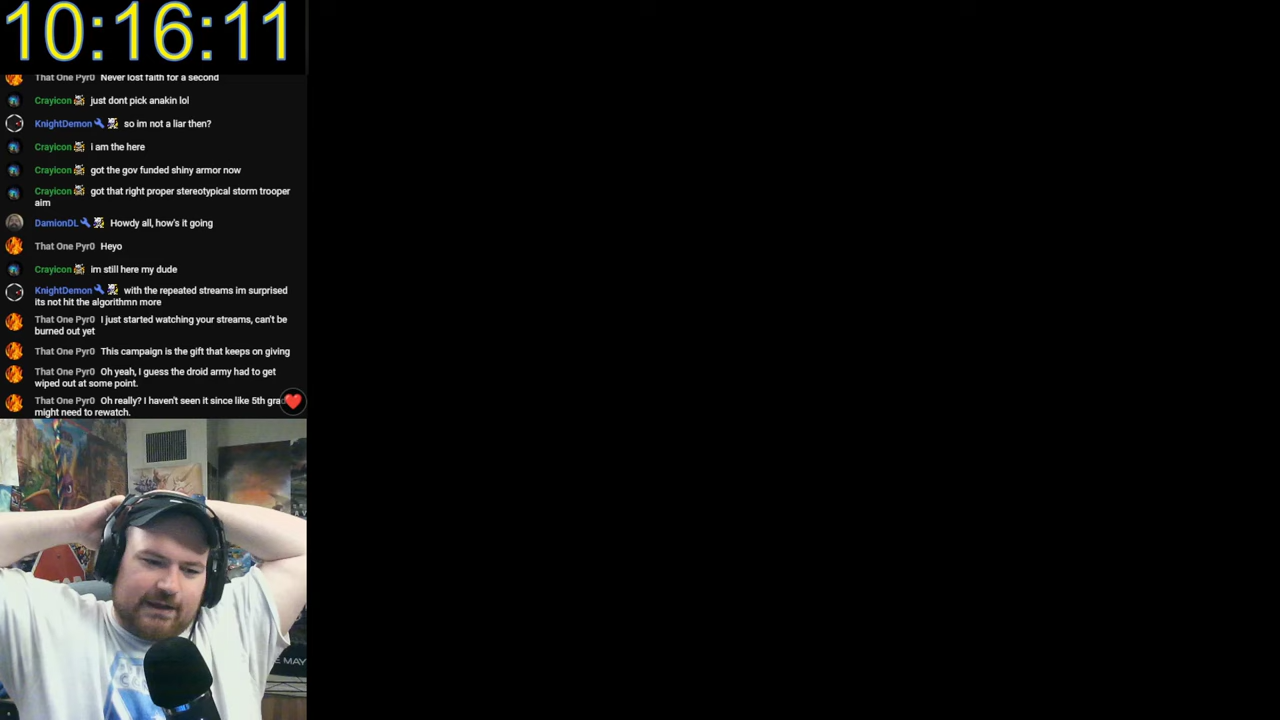 10:16:11
That One Pyr0 Never lost faith for a second
Crayicon just dont pick anakin lol
KnightDemon so im not a liar then?
Crayicon i am the here
Crayicon got the gov funded shiny armor now
Crayicon got that right proper stereotypical storm trooper
aim
DamionDL Howdy all, how's it going
That One Pyr0 Heyo
Crayicon im still here my dude
KnightDemon with the repeated streams im surprised
its not hit the algorithmn more
That One Pyr0 I just started watching your streams, can't be
burned out yet
That One Pyr0 This campaign is the gift that keeps on giving
That One Pyr0 Oh yeah, I guess the droid army had to get
wiped out at some point.
That One Pyr0 Oh really? I haven't seen it since like 5th
might need to rewatch.
E MAY